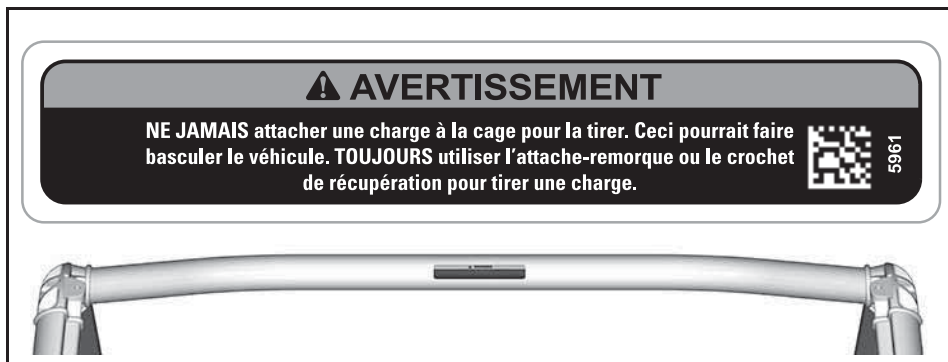 AVERTISSEMENT
NE JAMAIS attacher une charge à la cage pour la tirer. Ceci pourrait faire
basculer le véhicule. TOUJOURS utiliser l'attache-remorque ou le crochet
de récupération pour tirer une charge.
5961